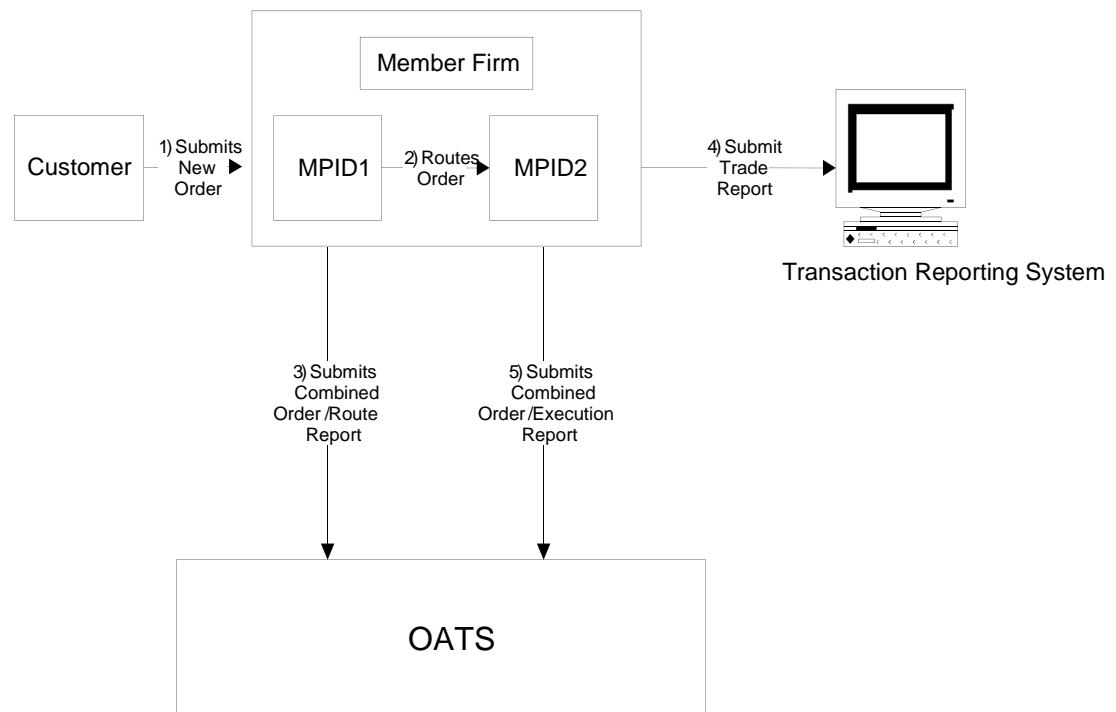 Member Firm
Customer
1) Submits
New
Order
MPID1
2) Routes
Order
MPID2
4) Submit
Trade
Report
Transaction Reporting System
3) Submits
Combined
Order /Route
Report
5) Submits
Combined
Order /Execution
Report
OATS